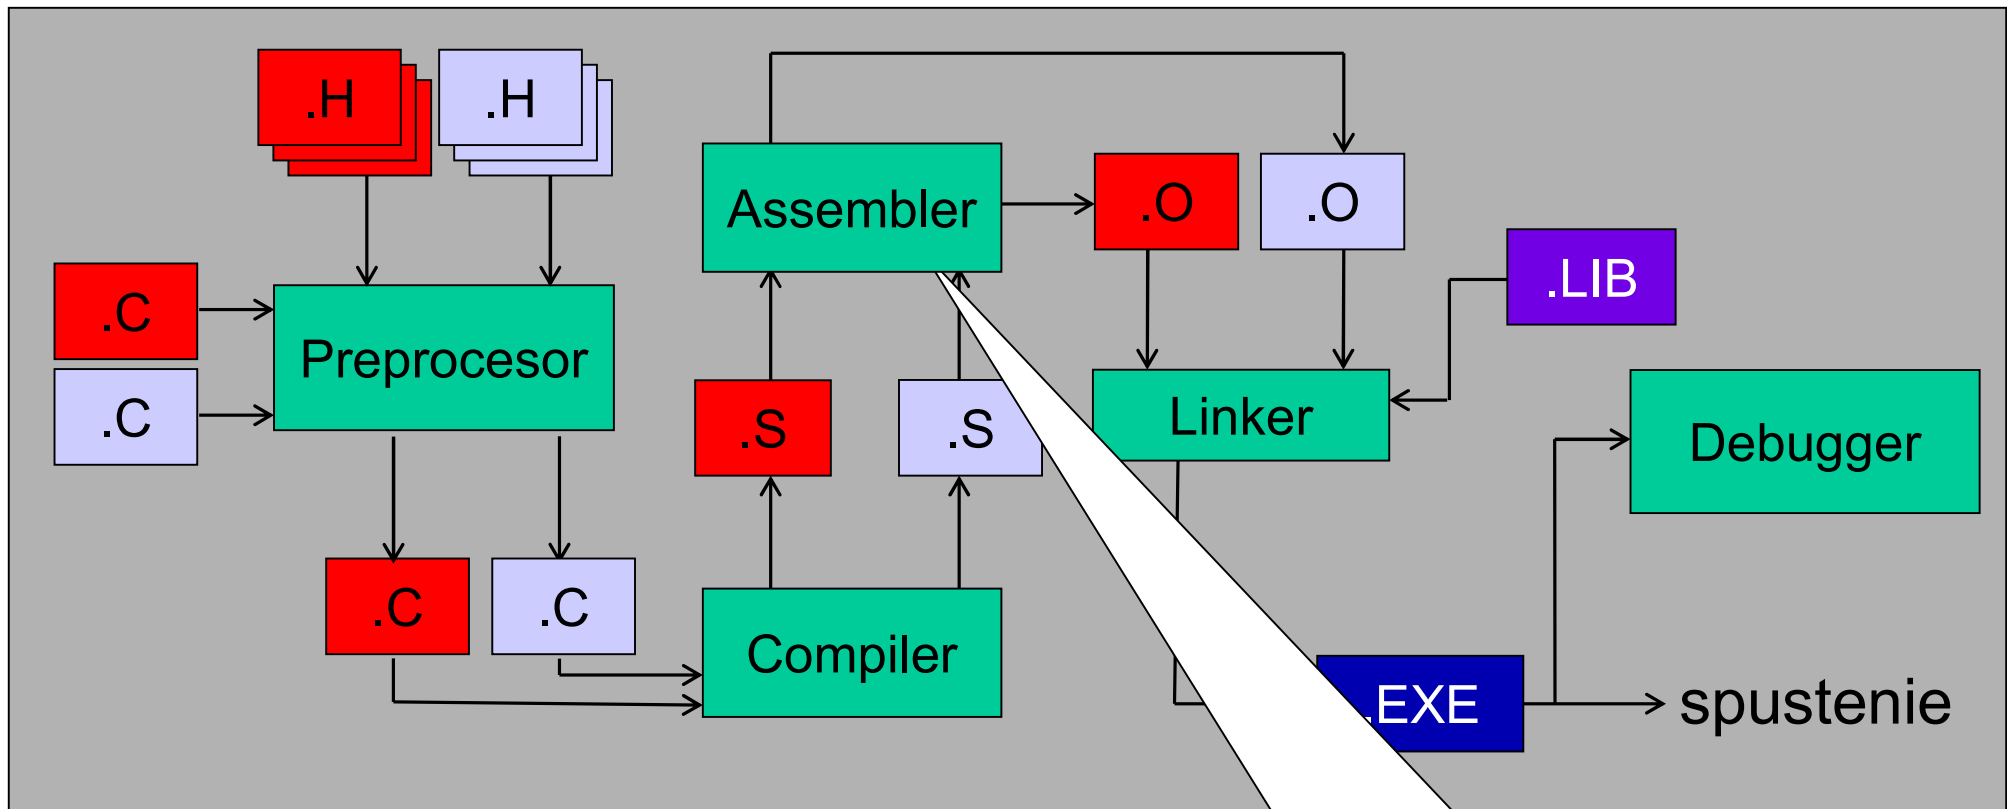 .H
.H
Assembler
.O
.O
.LIB
.C
Preprocesor
.C
.S
.S
Linker
Debugger
.C
.C
Compiler
.EXE
spustenie